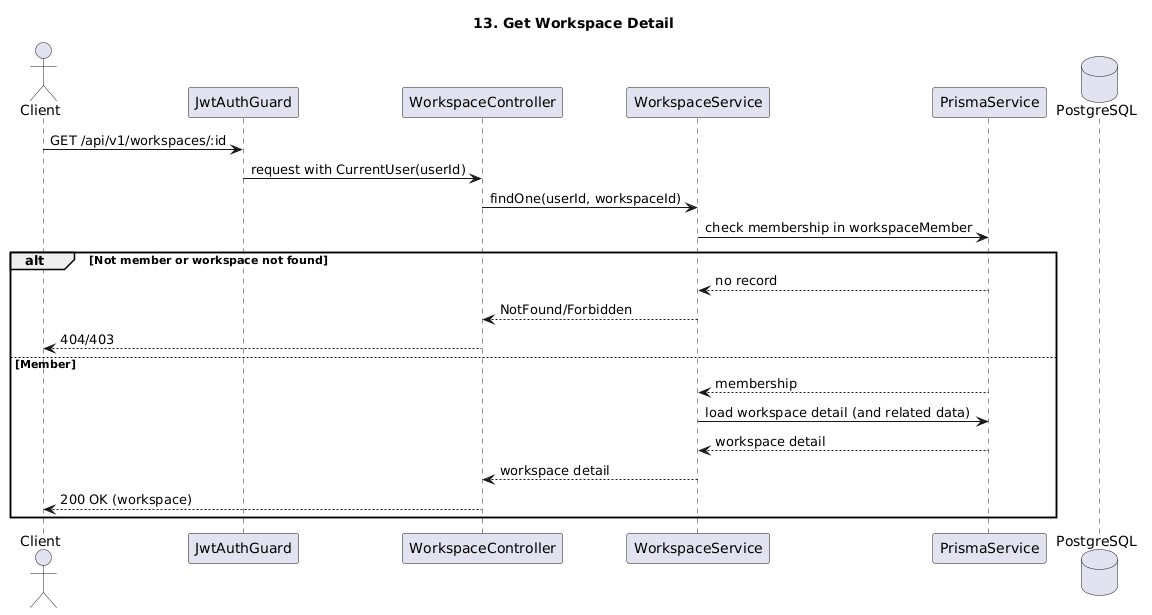 13. Get Workspace Detail
Client
JwtAuthGuard
WorkspaceController
WorkspaceService
PrismaService
PostgreSQL
GET /api/v1/workspaces/:id
request with CurrentUser(userId)
findOne(userId, workspaceId)
check membership in workspaceMember
alt
[Not member or workspace not found]
no record
NotFound/Forbidden
404/403
[Member]
membership
load workspace detail (and related data)
workspace detail
workspace detail
200 OK (workspace)
Client
JwtAuthGuard
WorkspaceController
WorkspaceService
PrismaService
PostgreSQL